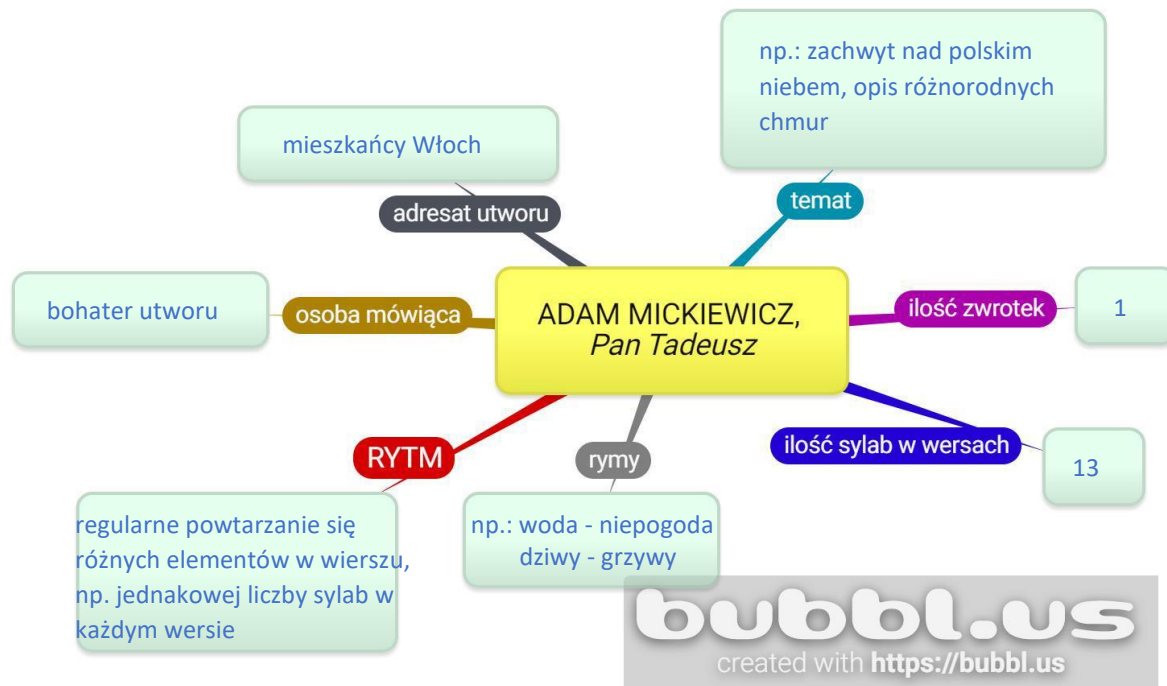 np.: zachwyt nad polskim
niebem, opis różnorodnych
chmur
mieszkańcy Włoch
temat
adresat utworu
bohater utworu
osoba mówiąca
ADAM MICKIEWICZ,
Pan Tadeusz
ilość zwrotek
1
RYTM
rymy
ilość sylab w wersach
13
regularne powtarzanie się
różnych elementów w wierszu,
np. jednakowej liczby sylab w
każdym wersie
np.: woda - niepogoda
dziwy - grzywy
bubbl.us
created with https://bubbl.us